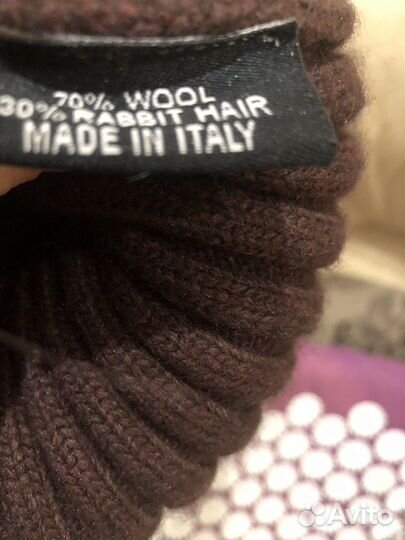 70% WOOL
30% RABBIT HAIR
MADE IN ITALY
Avito